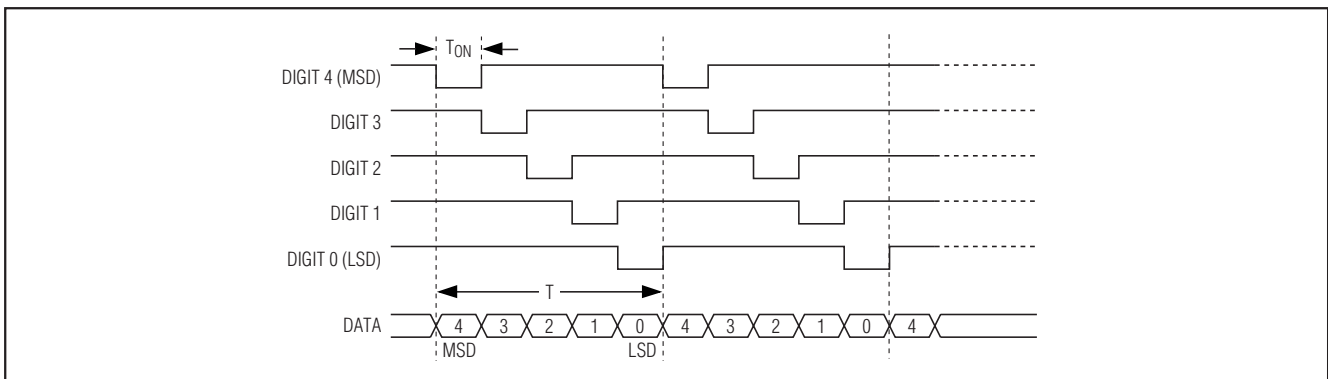 TON
DIGIT 4 (MSD)
DIGIT 3
DIGIT 2
DIGIT 1
DIGIT 0 (LSD)
T
DATA 4 3 2 1 0 4 3 2 1 0 4
MSD LSD